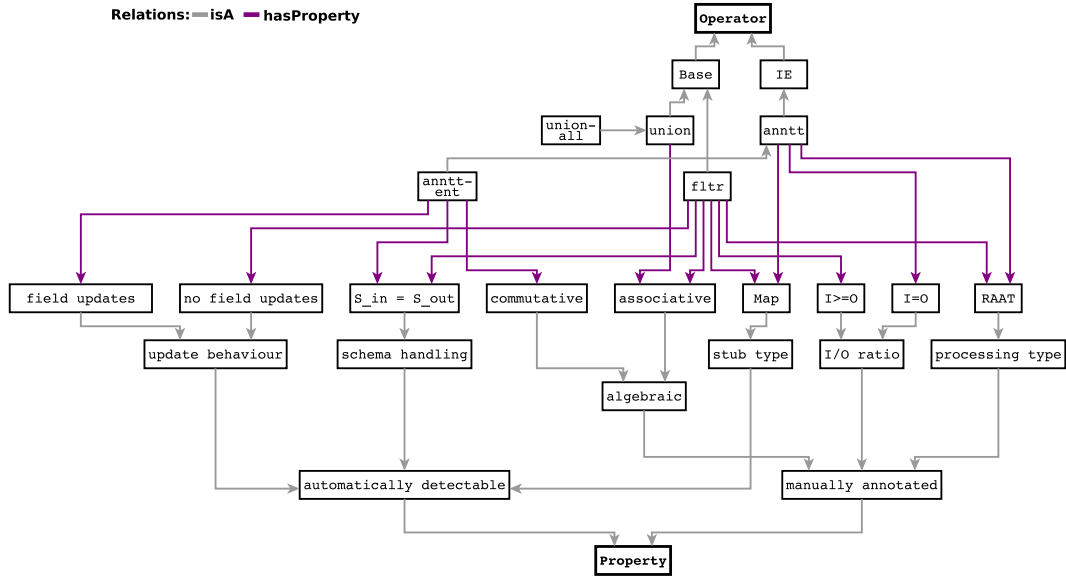 Relations: isA hasProperty
Operator
Base
IE
union-
all
union
anntt
anntt-
ent
fltr
field updates
no field updates
S_in = S_out
commutative
associative
Map
I>=O
I=O
RAAT
update behaviour
schema handling
stub type
I/O ratio
processing type
algebraic
automatically detectable
manually annotated
Property